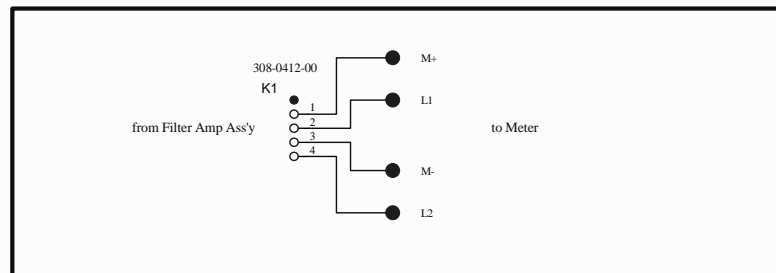 308-0412-00
K1
M+
1
L1
2
from Filter Amp Ass'y
to Meter
3
4
M-
L2